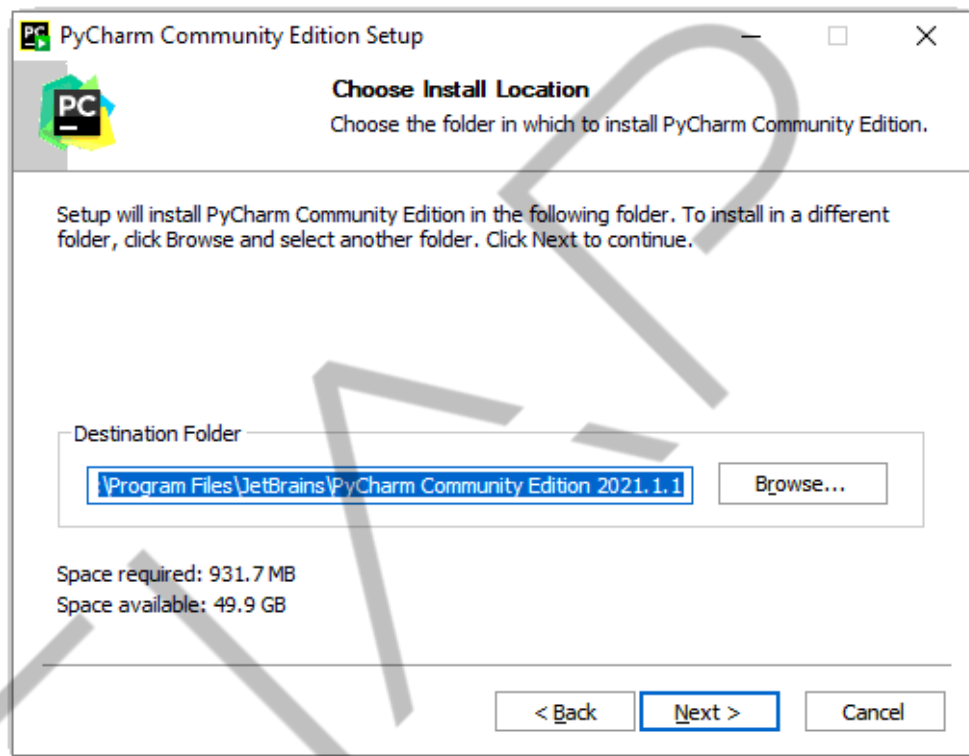 PyCharm Community Edition Setup
PC
Choose Install Location
Choose the folder in which to install PyCharm Community Edition.
Setup will install PyCharm Community Edition in the following folder. To install in a different
folder, click Browse and select another folder. Click Next to continue.
Destination Folder
:\Program Files\JetBrains\PyCharm Community Edition 2021.1.1
Browse...
Space required: 931.7 MB
Space available: 49.9 GB
< Back
Next >
Cancel